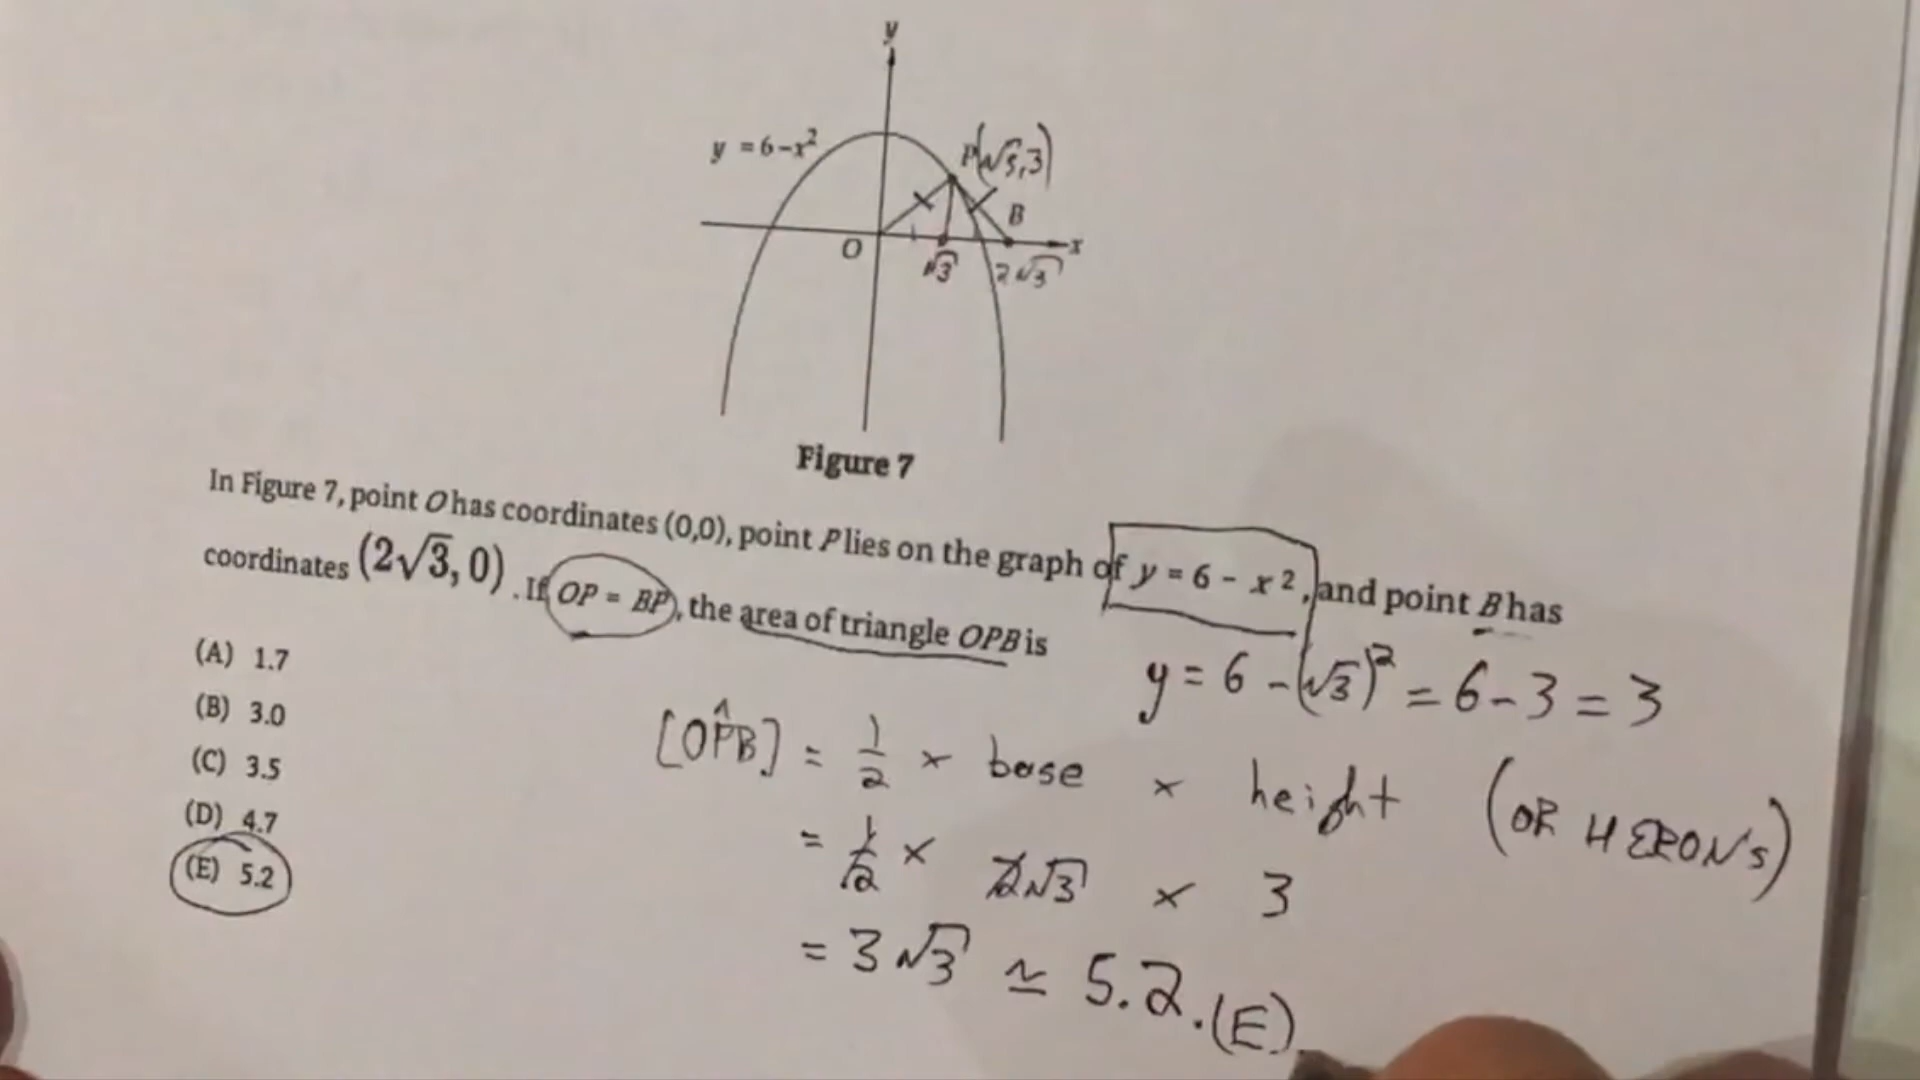 y
y = 6 - x²
P(√3, 3)
B
O
x
√3
2√3
Figure 7
In Figure 7, point O has coordinates (0,0), point P lies on the graph of y = 6 - x², and point B has
coordinates (2√3, 0). If OP = BP, the area of triangle OPB is
(A) 1.7
(B) 3.0
(C) 3.5
(D) 4.7
(E) 5.2
y = 6 - (√3)² = 6 - 3 = 3
[OP̂B] = 1/2 × base × height (OR HERON's)
= 1/2 × 2√3 × 3
= 3√3 ≃ 5.2. (E)